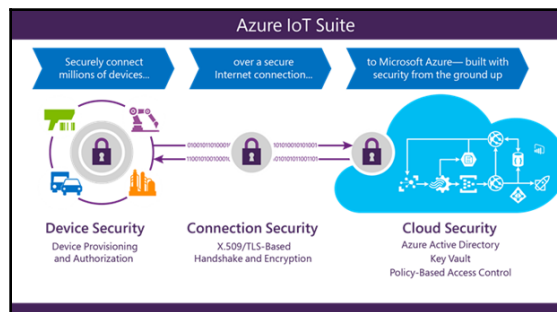 Azure IoT Suite
Securely connect
millions of devices...
over a secure
Internet connection...
to Microsoft Azure— built with
security from the ground up
Device Security
Device Provisioning
and Authorization
Connection Security
X.509/TLS-Based
Handshake and Encryption
Cloud Security
Azure Active Directory
Key Vault
Policy-Based Access Control